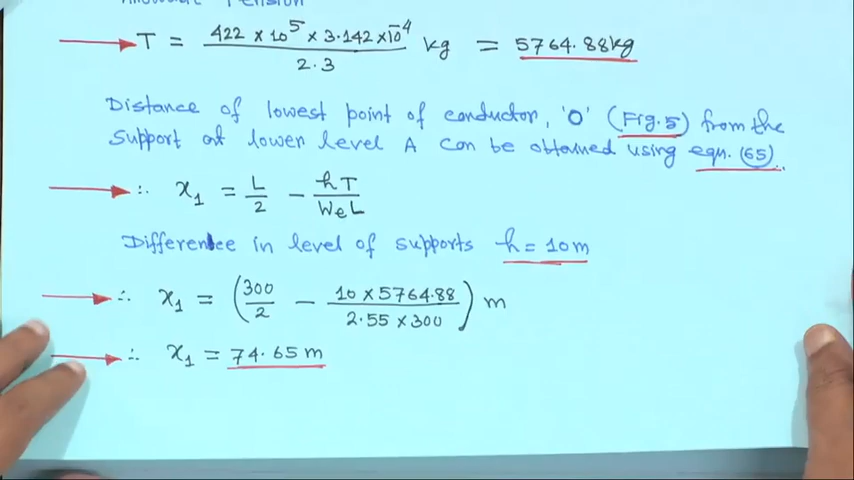 Allowable Tension
T = 422 × 10^5 × 3.142 × 10^-4 / 2.3 kg = 5764.88kg
Distance of lowest point of conductor, 'O' (Fig.5) from the
support at lower level A can be obtained using eqn. (65).
∴ x₁ = L/2 - hT/WeL
Difference in level of supports h = 10m
∴ x₁ = (300/2 - 10 × 5764.88 / 2.55 × 300) m
∴ x₁ = 74.65 m